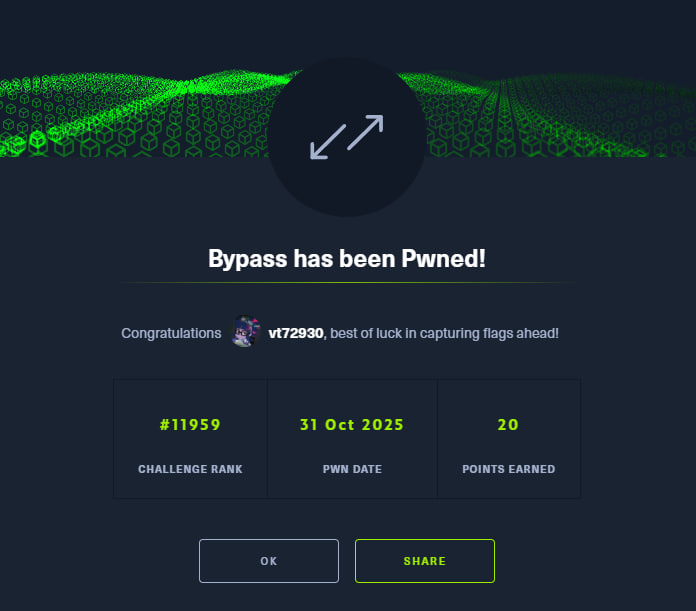 Bypass has been Pwned!
Congratulations vt72930, best of luck in capturing flags ahead!
#11959 31 Oct 2025 20
CHALLENGE RANK PWN DATE POINTS EARNED
OK SHARE